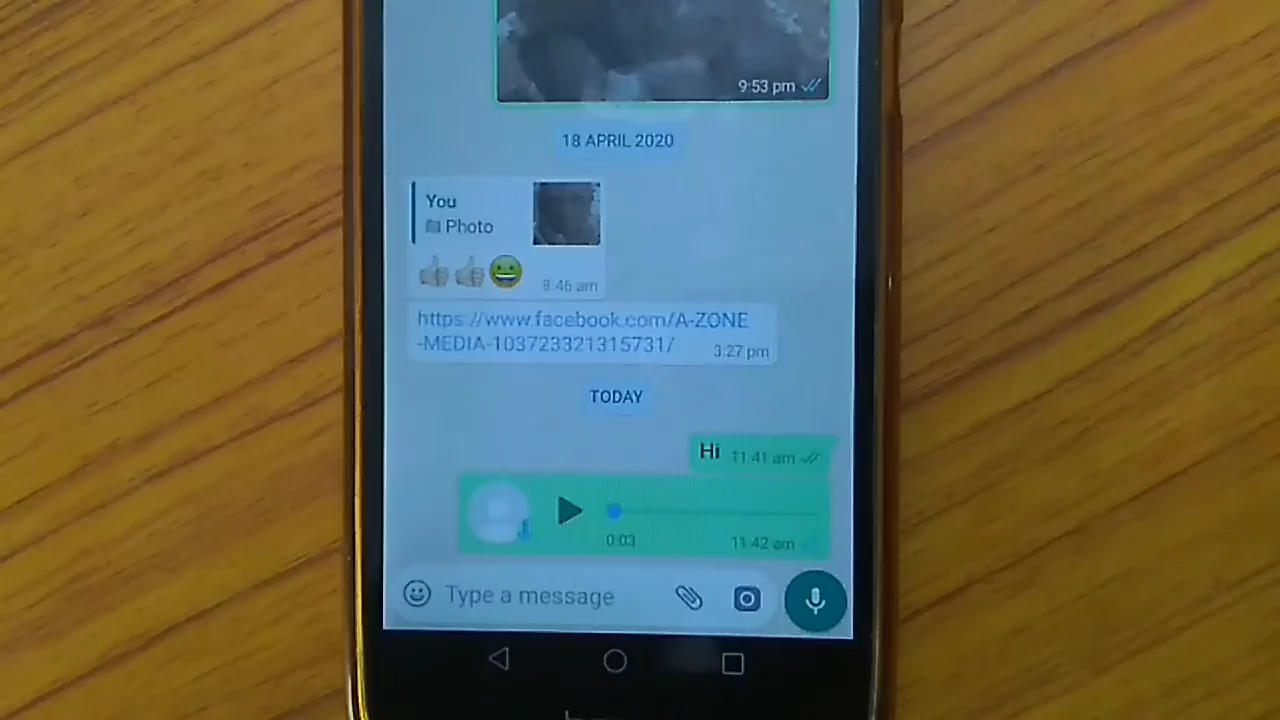 9:53 pm
18 APRIL 2020
You
Photo
8:46 am
https://www.facebook.com/A-ZONE
-MEDIA-103723321315731/ 3:27 pm
TODAY
Hi 11:41 am
0:03 11:42 am
Type a message